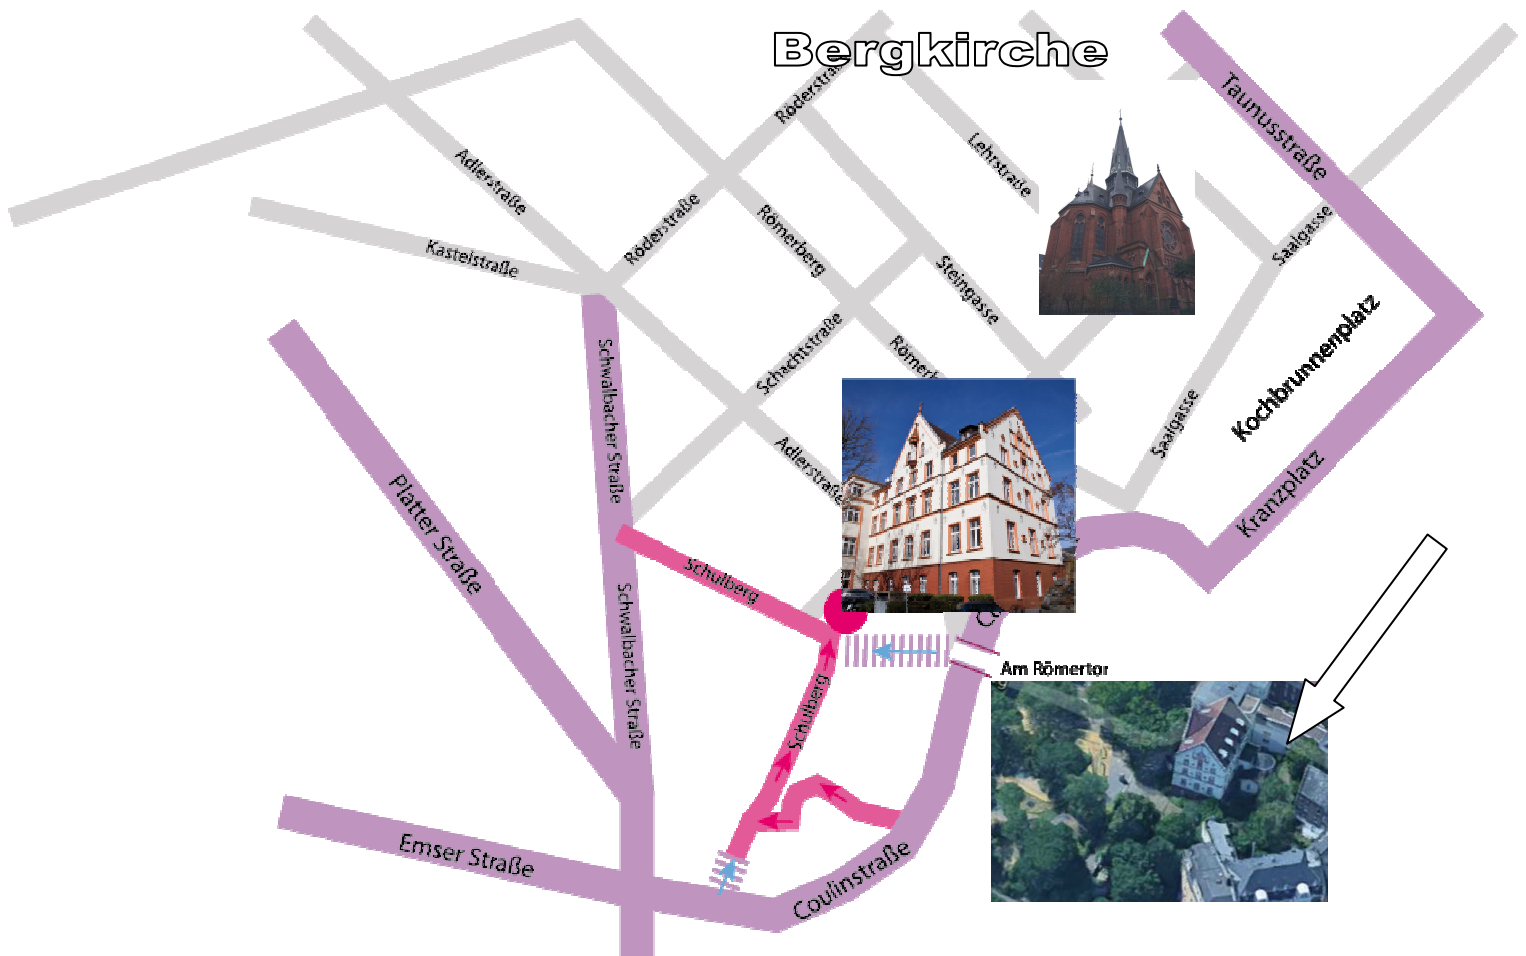 Bergkirche
Röderstraße
Taunusstraße
Lehrstraße
Adlerstraße
Röderstraße
Römerberg
Saalgasse
Kastelstraße
Steingasse
Kochbrunnenplatz
Schachtstraße
Schwalbacher Straße
Saalgasse
Adlerstraße
Kranzplatz
Platter Straße
Schulberg
Schwalbacher Straße
Am Römertor
Schulberg
Emser Straße
Coulinstraße